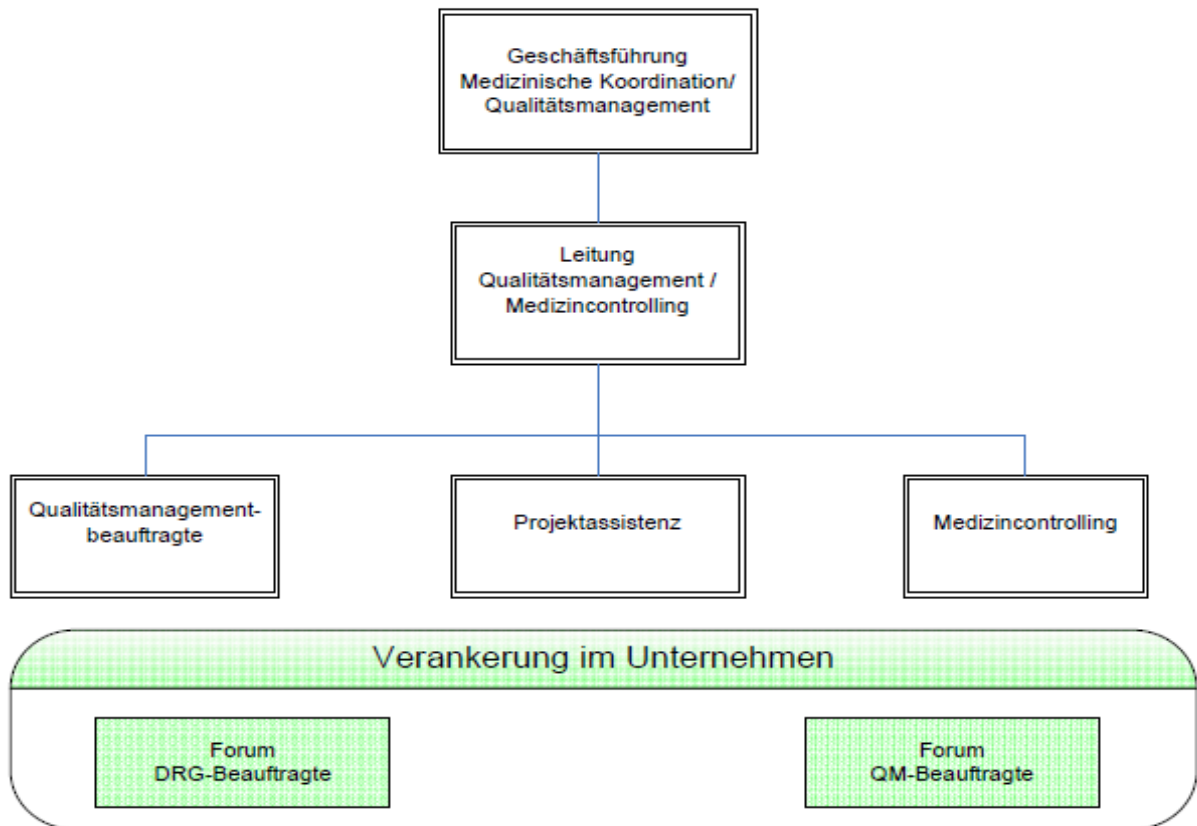 Geschäftsführung
Medizinische Koordination/
Qualitätsmanagement
Leitung
Qualitätsmanagement /
Medizincontrolling
Qualitätsmanagement-
beauftragte
Projektassistenz
Medizincontrolling
Verankerung im Unternehmen
Forum
DRG-Beauftragte
Forum
QM-Beauftragte